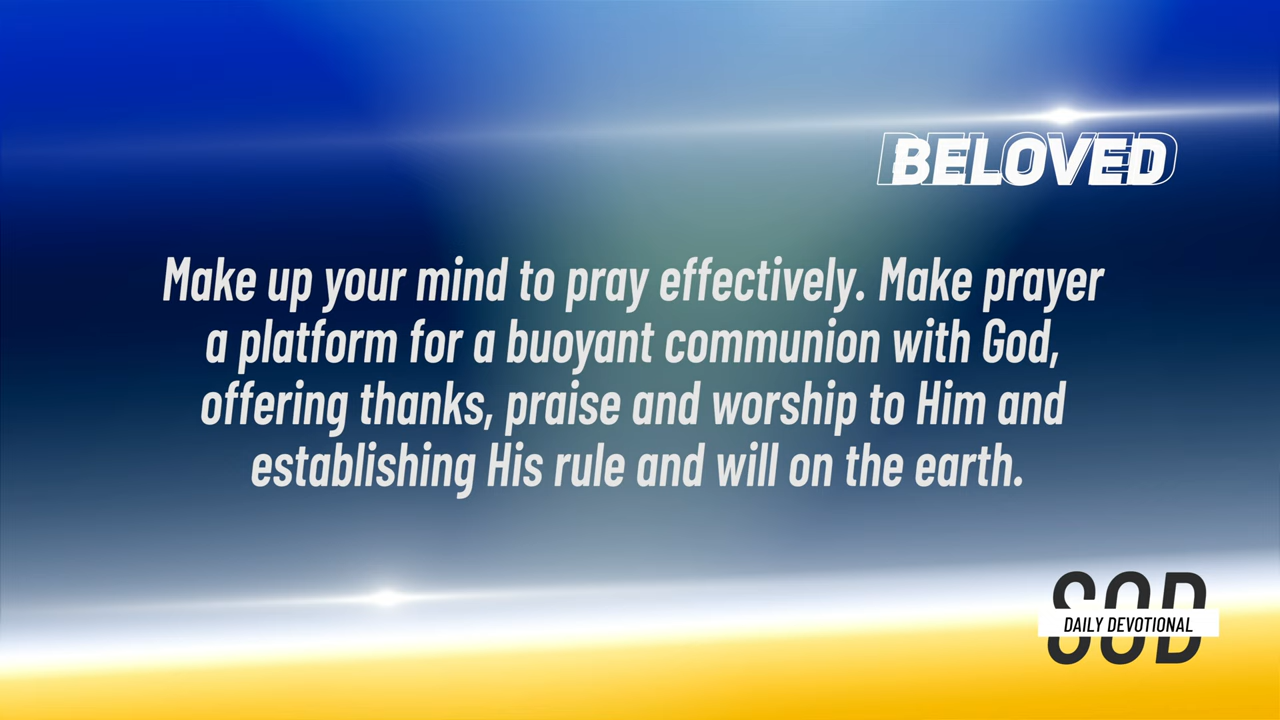 BELOVED
Make up your mind to pray effectively. Make prayer
a platform for a buoyant communion with God,
offering thanks, praise and worship to Him and
establishing His rule and will on the earth.
SOD
DAILY DEVOTIONAL